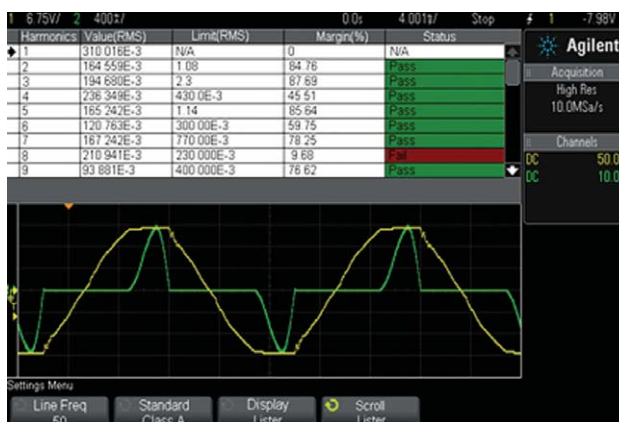 1 6.75V/ 2 400⅟/ 0.0s 4.001⅟/ Stop 1 -7.98V
Harmonics Value(RMS) Limit(RMS) Margin(%) Status
1 310 016E-3 N/A 0 N/A
2 164 559E-3 1.08 84.76 Pass
3 194 680E-3 2.3 87.69 Pass
4 236 349E-3 430 0E-3 45 51 Pass
5 165 242E-3 1.14 85.64 Pass
6 120 763E-3 300 00E-3 59.75 Pass
7 167 242E-3 770 00E-3 78 25 Pass
8 210 941E-3 230 000E-3 9 68 Fail
9 93 881E-3 400 000E-3 76 62 Pass
Agilent
Acquisition
High Res
10.0MSa/s
Channels
DC 50.0
DC 10.0
Settings Menu
Line Freq
50
Standard
Class A
Display
Lister
Scroll
Lister